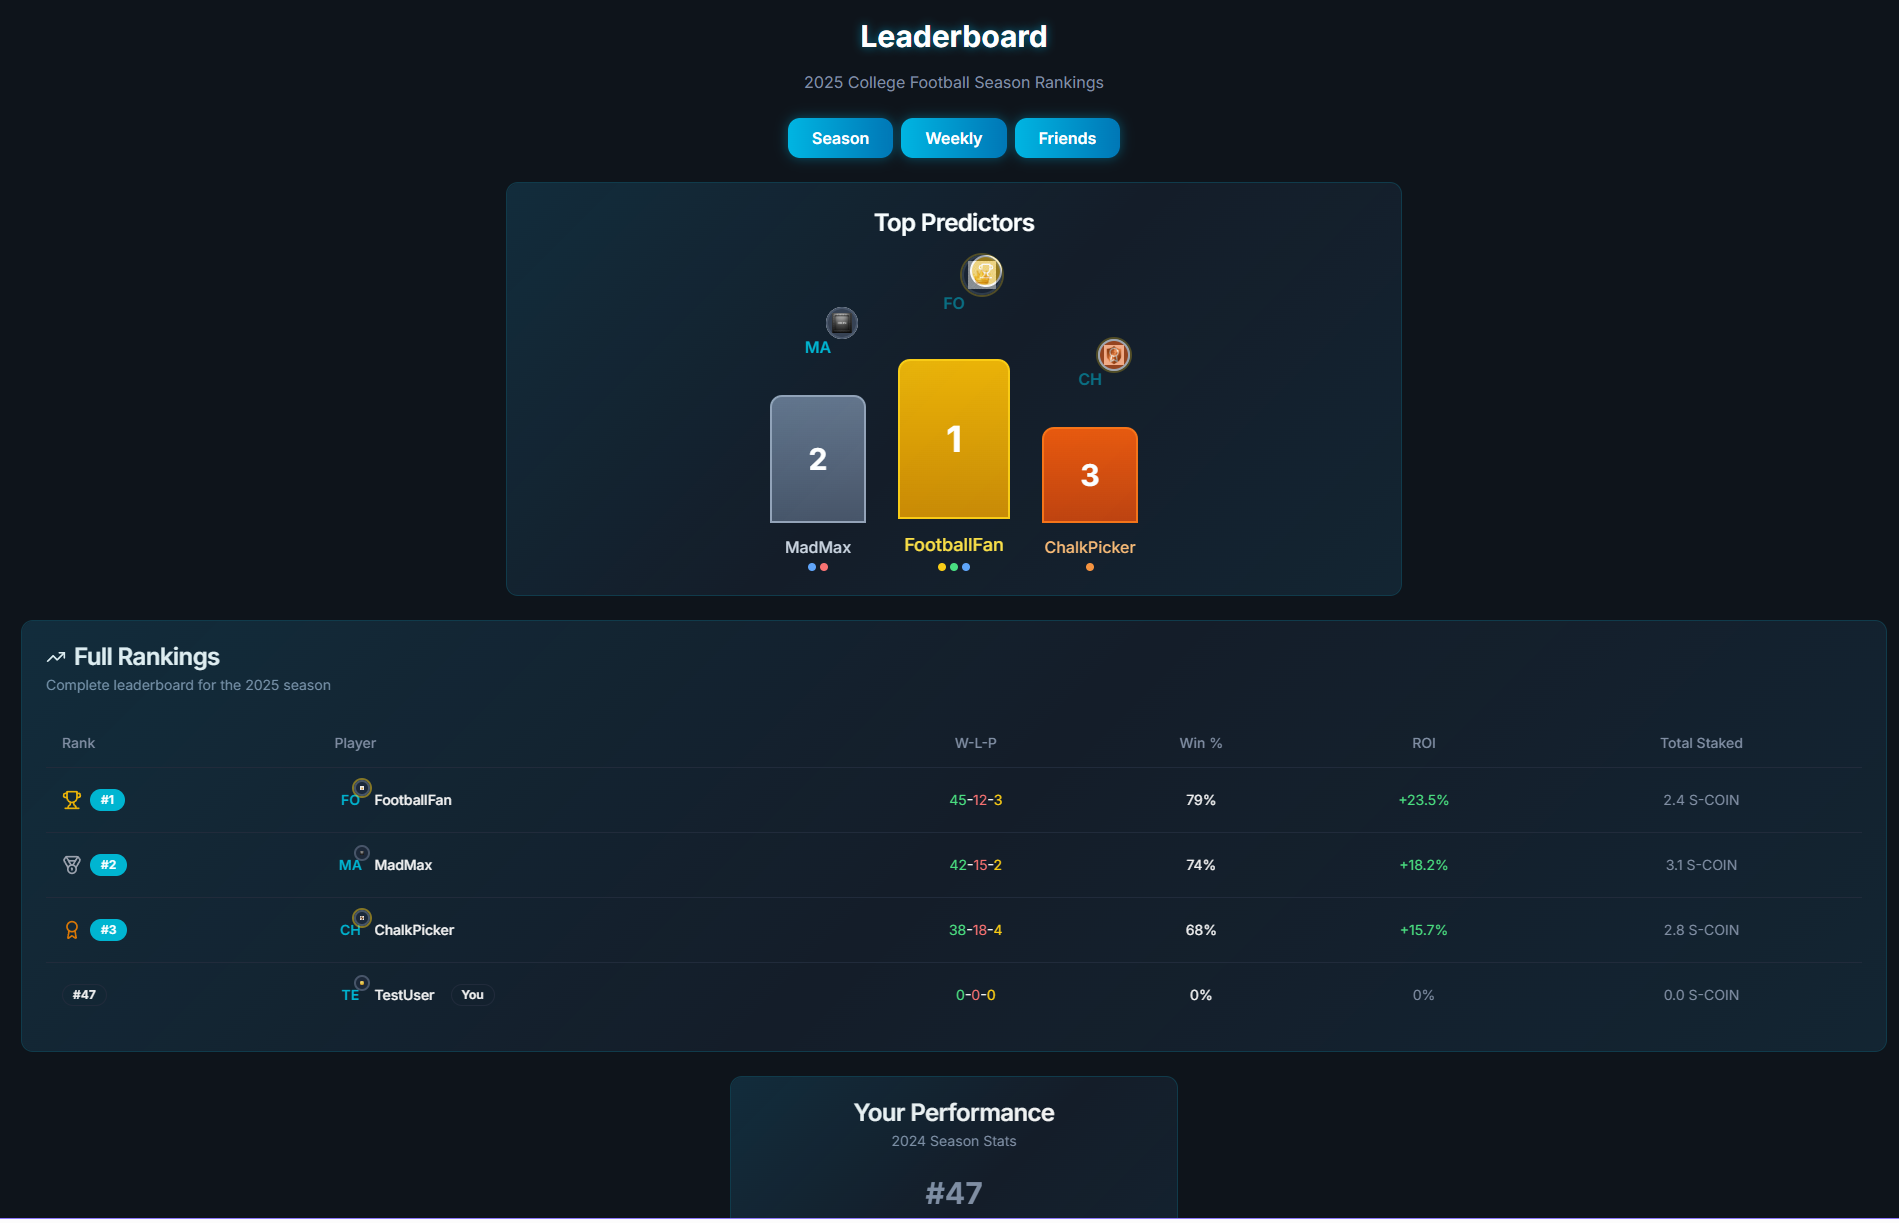 Leaderboard
2025 College Football Season Rankings
Season Weekly Friends
Top Predictors
FO
MA
CH
1
2
3
MadMax FootballFan ChalkPicker
Full Rankings
Complete leaderboard for the 2025 season
Rank Player W-L-P Win % ROI Total Staked
#1 FO FootballFan 45-12-3 79% +23.5% 2.4 S-COIN
#2 MA MadMax 42-15-2 74% +18.2% 3.1 S-COIN
#3 CH ChalkPicker 38-18-4 68% +15.7% 2.8 S-COIN
#47 TE TestUser You 0-0-0 0% 0% 0.0 S-COIN
Your Performance
2024 Season Stats
#47